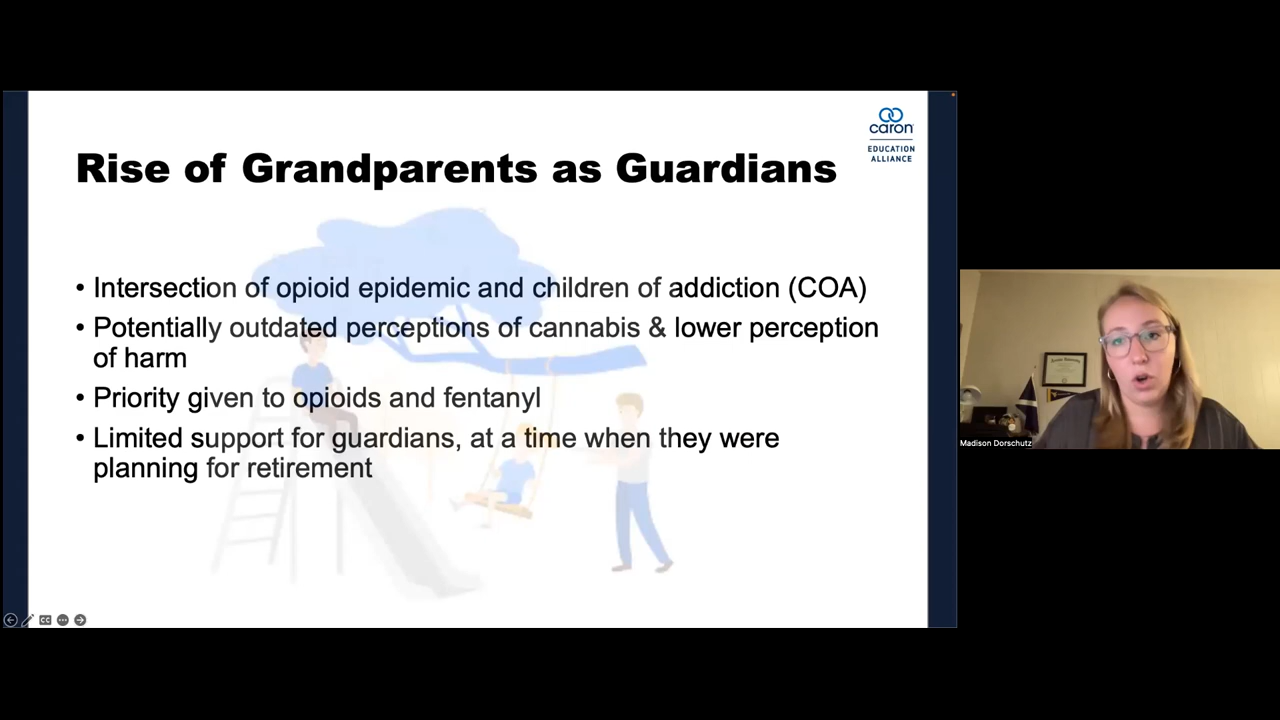 caron
EDUCATION
ALLIANCE
Rise of Grandparents as Guardians
• Intersection of opioid epidemic and children of addiction (COA)
• Potentially outdated perceptions of cannabis & lower perception
of harm
• Priority given to opioids and fentanyl
• Limited support for guardians, at a time when they were
planning for retirement
CC
Madison Dorschutz